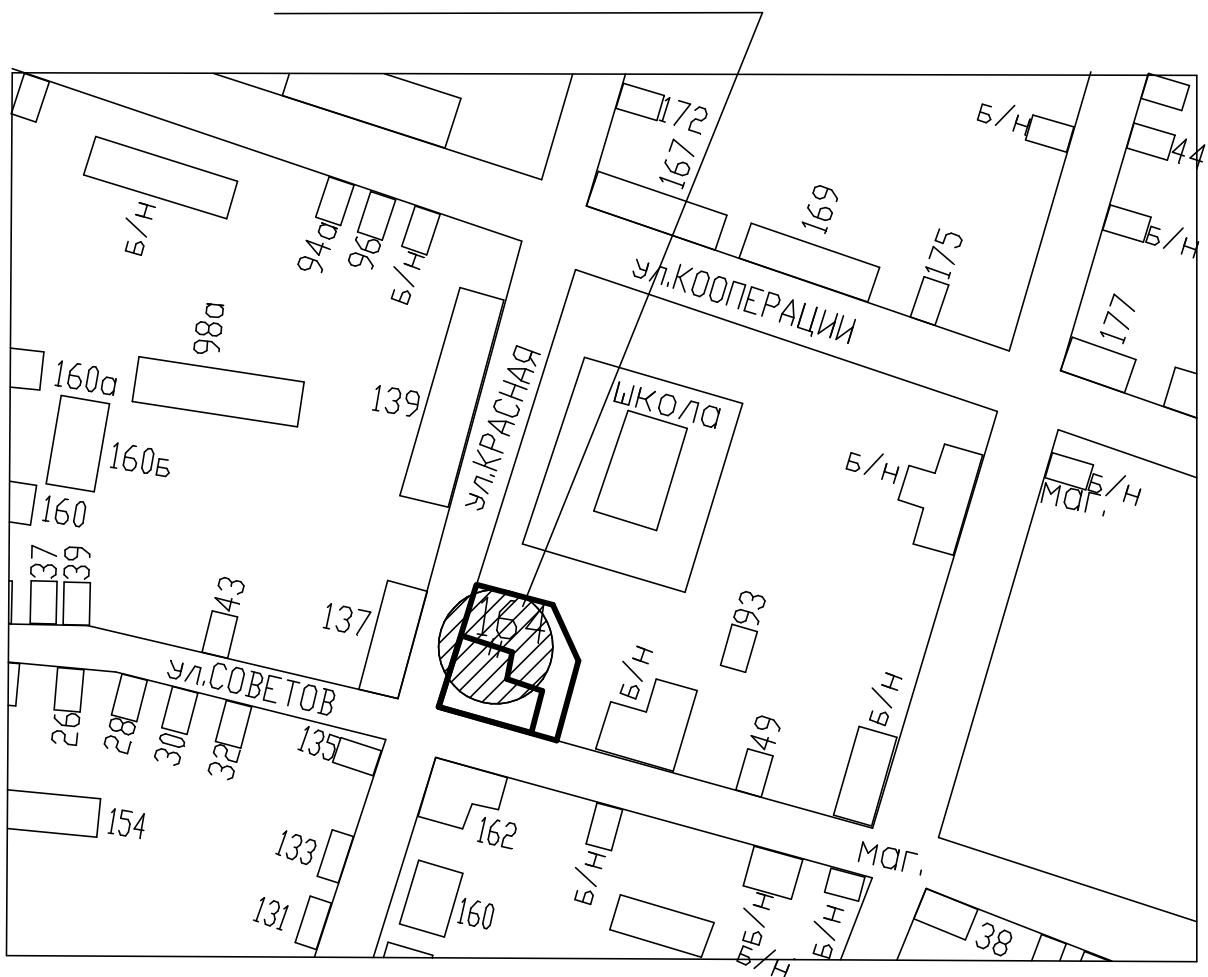 172
Б/Н
44
167
169
Б/Н
94а
96
Б/Н
175
Б/Н
ул.КООПЕРАЦИИ
177
98а
160а
139
ул.КРАСНАЯ
школа
160Б
Б/Н
Б/Н
маг.
160
37
39
43
137
164
93
Б/Н
ул.СОВЕТОВ
26
28
30
32
135
49
Б/Н
154
133
162
маг.
Б/Н
131
160
Б/Н
Б/Н
Б/Н
38